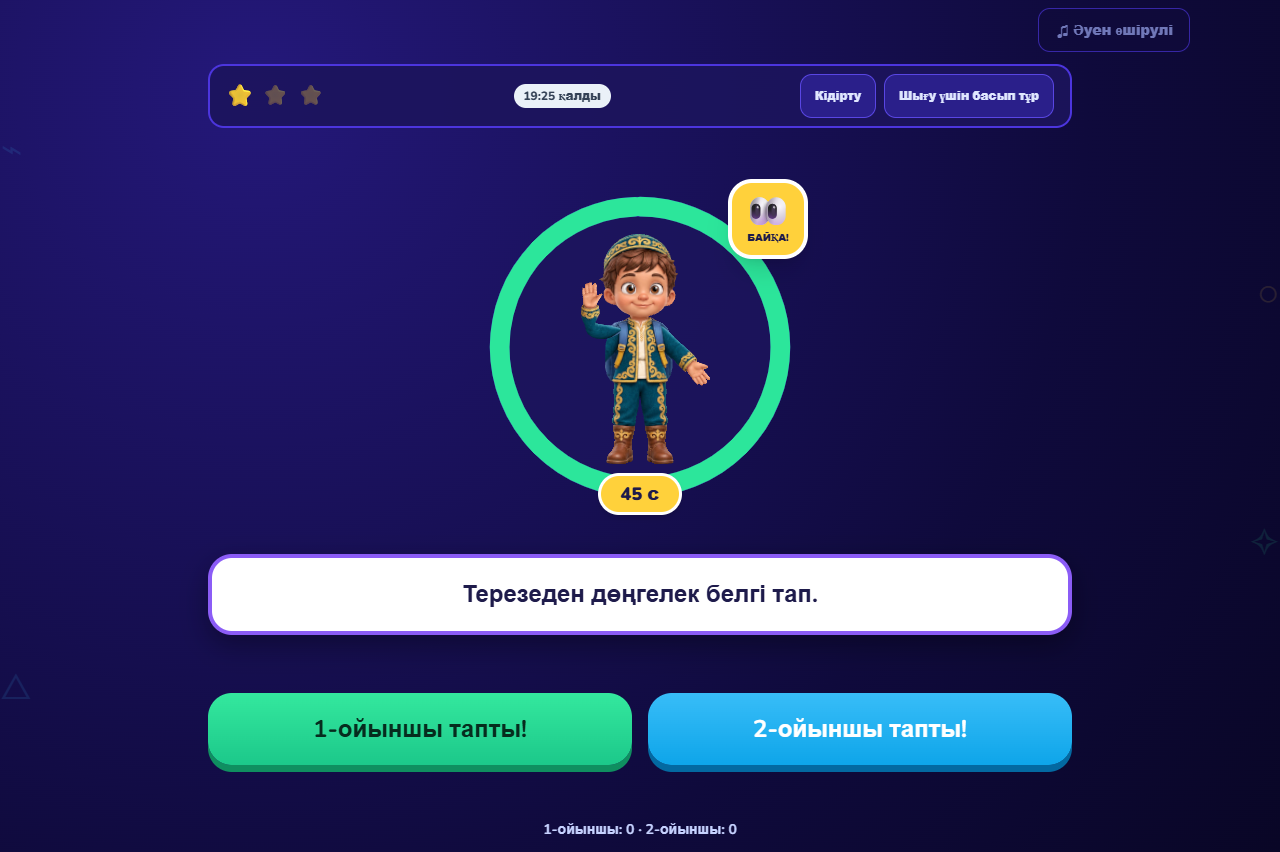 ♫ Әуен өшірулі
19:25 қалды
Кідірту
Шығу үшін басып тұр
БАЙҚА!
45 с
Терезеден дөңгелек белгі тап.
1-ойыншы тапты!
2-ойыншы тапты!
1-ойыншы: 0 · 2-ойыншы: 0